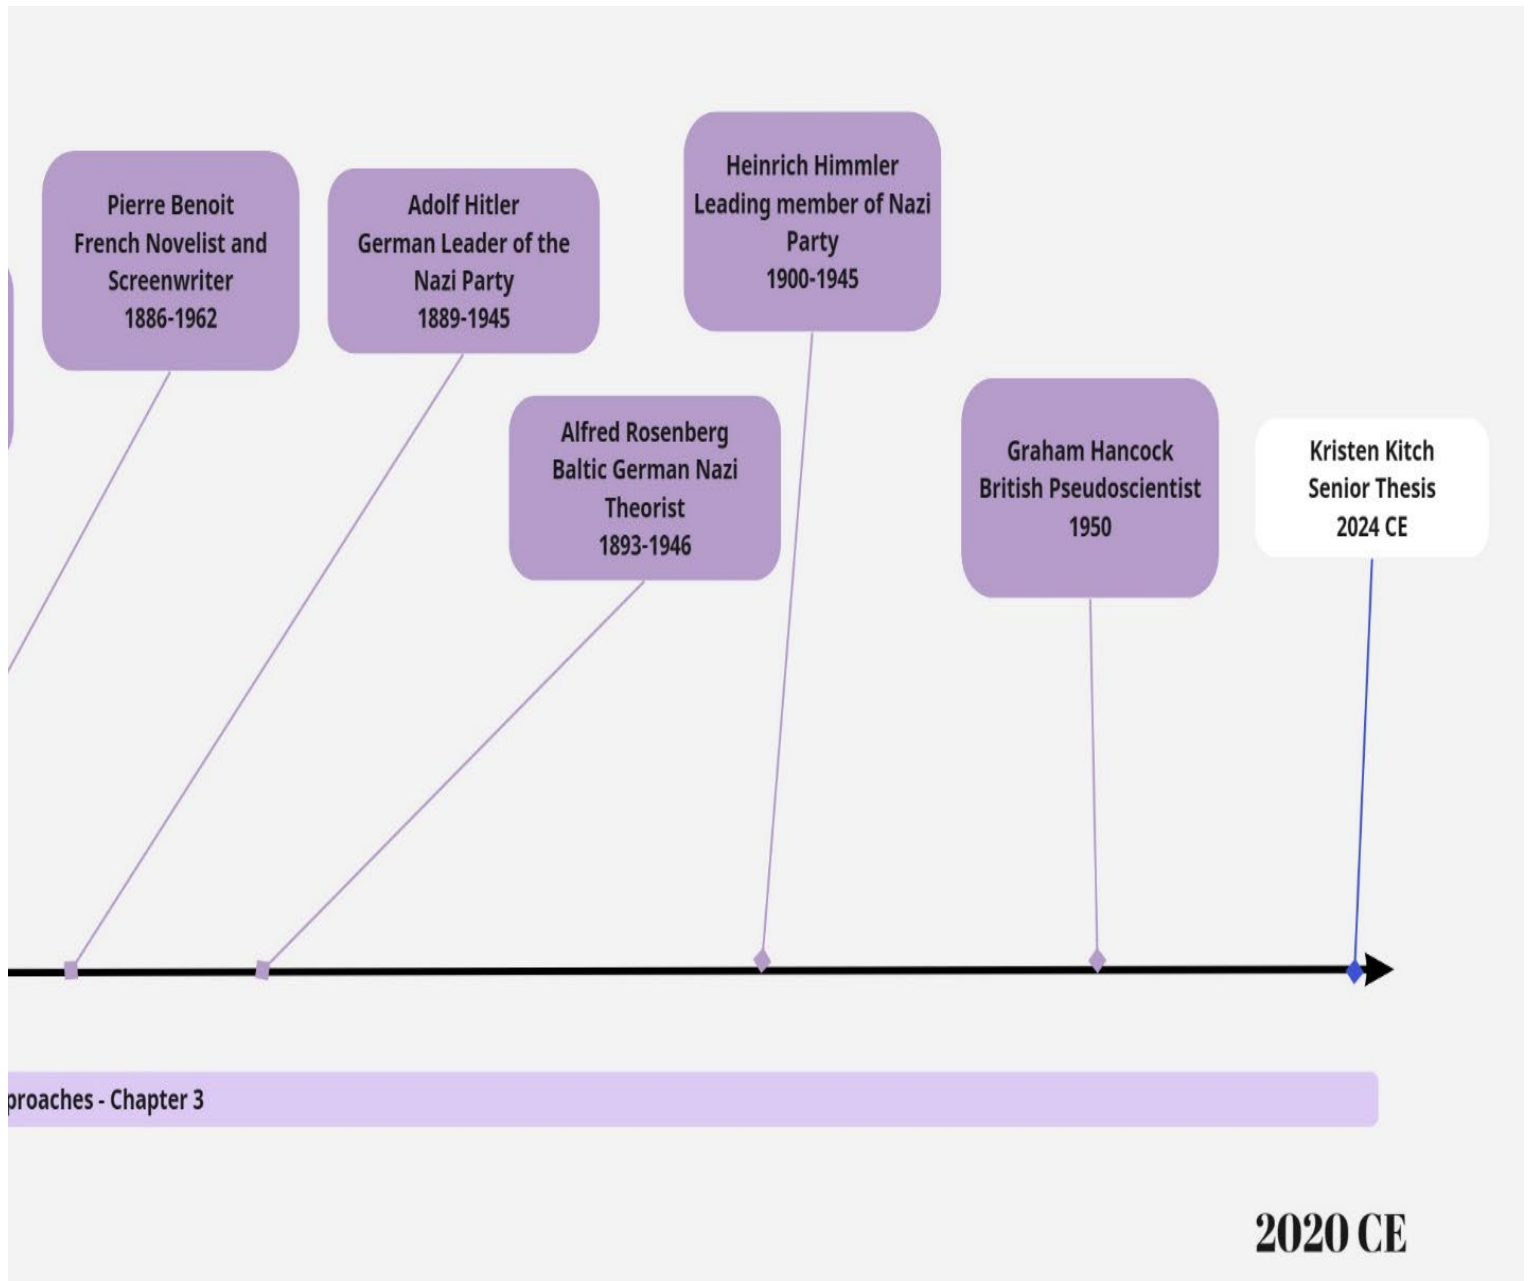 Pierre Benoit
French Novelist and
Screenwriter
1886-1962
Adolf Hitler
German Leader of the
Nazi Party
1889-1945
Heinrich Himmler
Leading member of Nazi
Party
1900-1945
Alfred Rosenberg
Baltic German Nazi
Theorist
1893-1946
Graham Hancock
British Pseudoscientist
1950
Kristen Kitch
Senior Thesis
2024 CE
proaches - Chapter 3
2020 CE